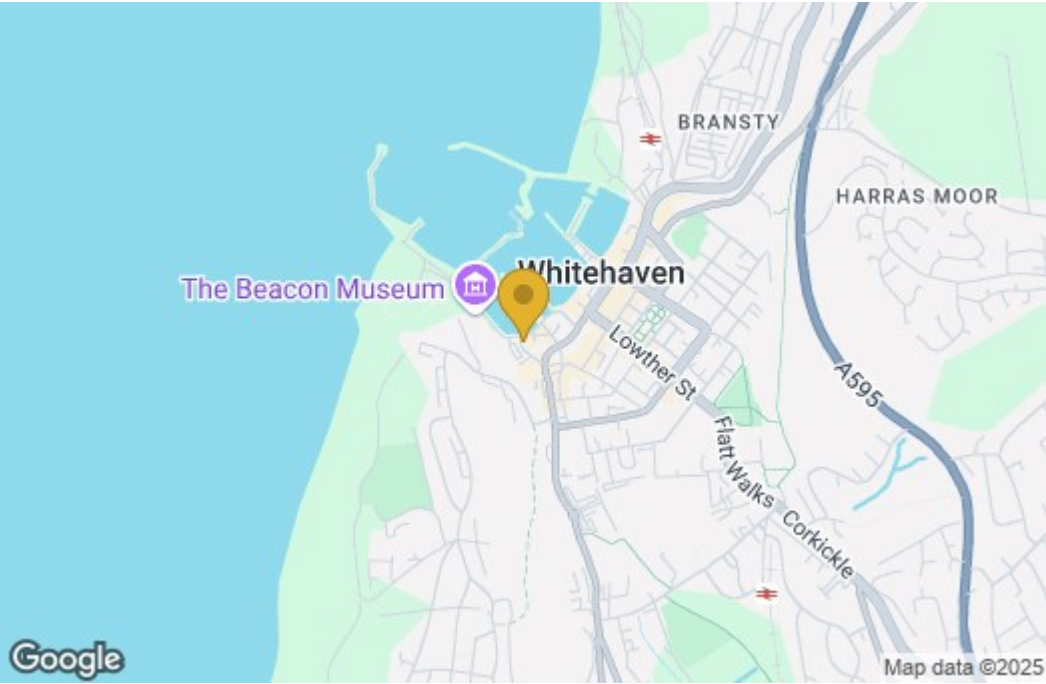 BRANSTY
HARRAS MOOR
Whitehaven
The Beacon Museum
Lowther St
A595
Flatt Walks
Corkickle
Google
Map data ©2025